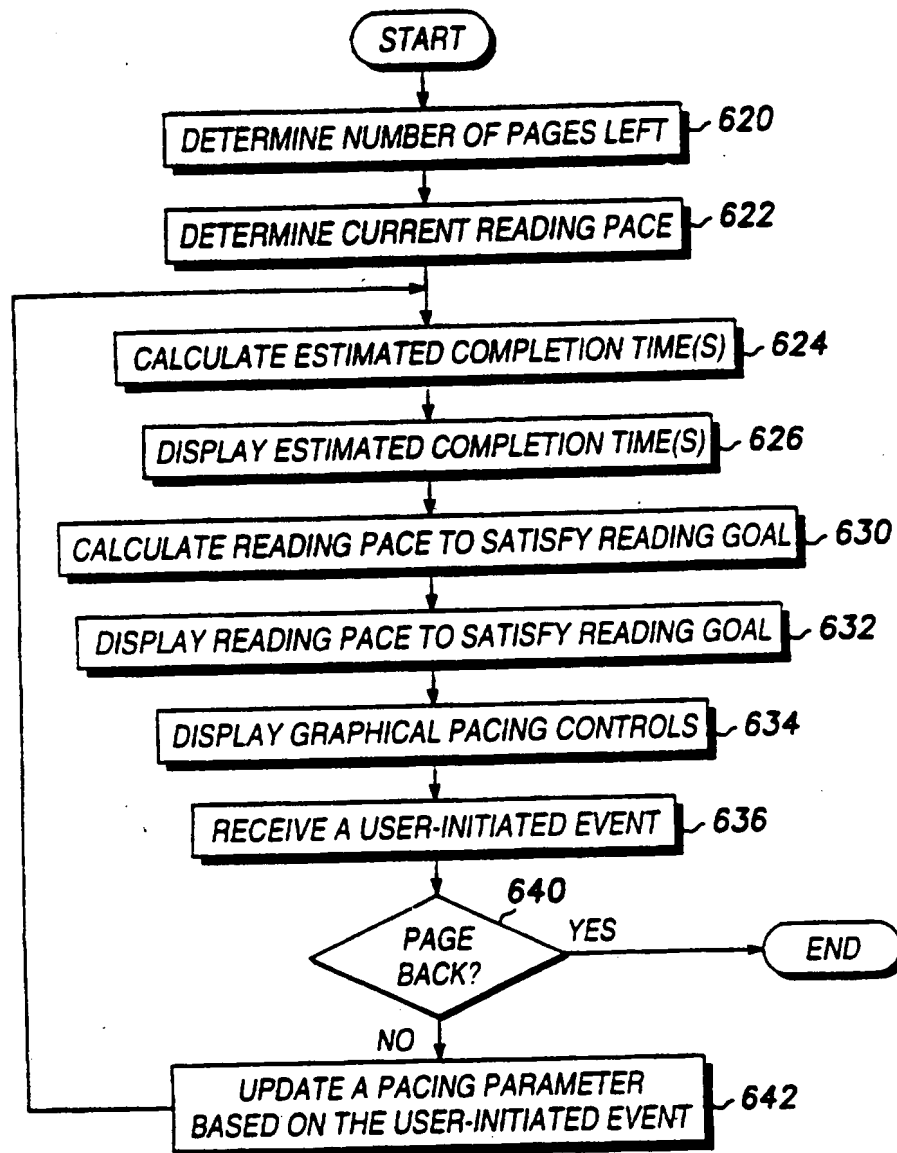 START
DETERMINE NUMBER OF PAGES LEFT 620
DETERMINE CURRENT READING PACE 622
CALCULATE ESTIMATED COMPLETION TIME(S) 624
DISPLAY ESTIMATED COMPLETION TIME(S) 626
CALCULATE READING PACE TO SATISFY READING GOAL 630
DISPLAY READING PACE TO SATISFY READING GOAL 632
DISPLAY GRAPHICAL PACING CONTROLS 634
RECEIVE A USER-INITIATED EVENT 636
640
PAGE
BACK?
YES
END
NO
UPDATE A PACING PARAMETER
BASED ON THE USER-INITIATED EVENT 642